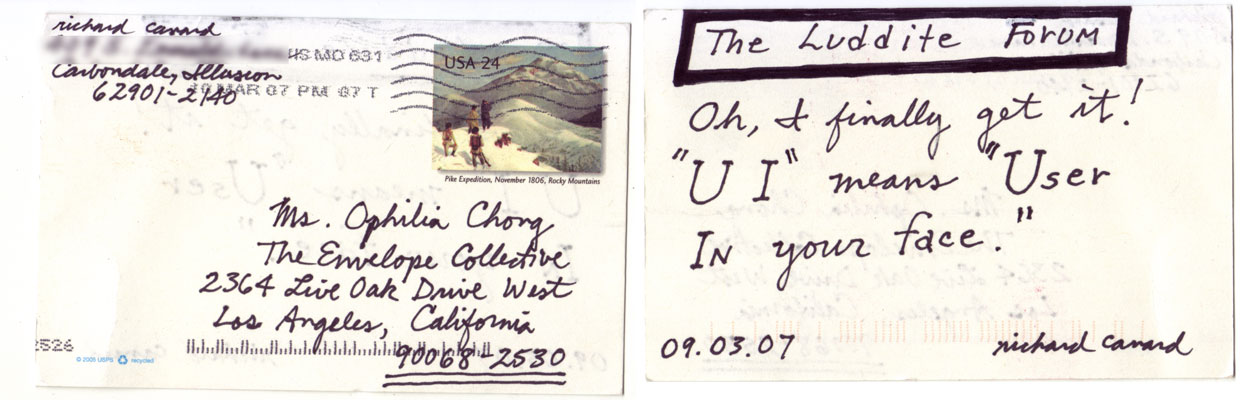 richard canard
Carbondale, Illusion
62901-2140
US MO 631
MAR 07 PM 07 T
USA 24
Pike Expedition, November 1806, Rocky Mountains
Ms. Ophilia Chong
The Envelope Collective
2364 Live Oak Drive West
Los Angeles, California
90068-2530
2526
© 2005 USPS recycled
The Luddite Forum
Oh, I finally get it!
"U I" means "User
In your face."
09.03.07 richard canard